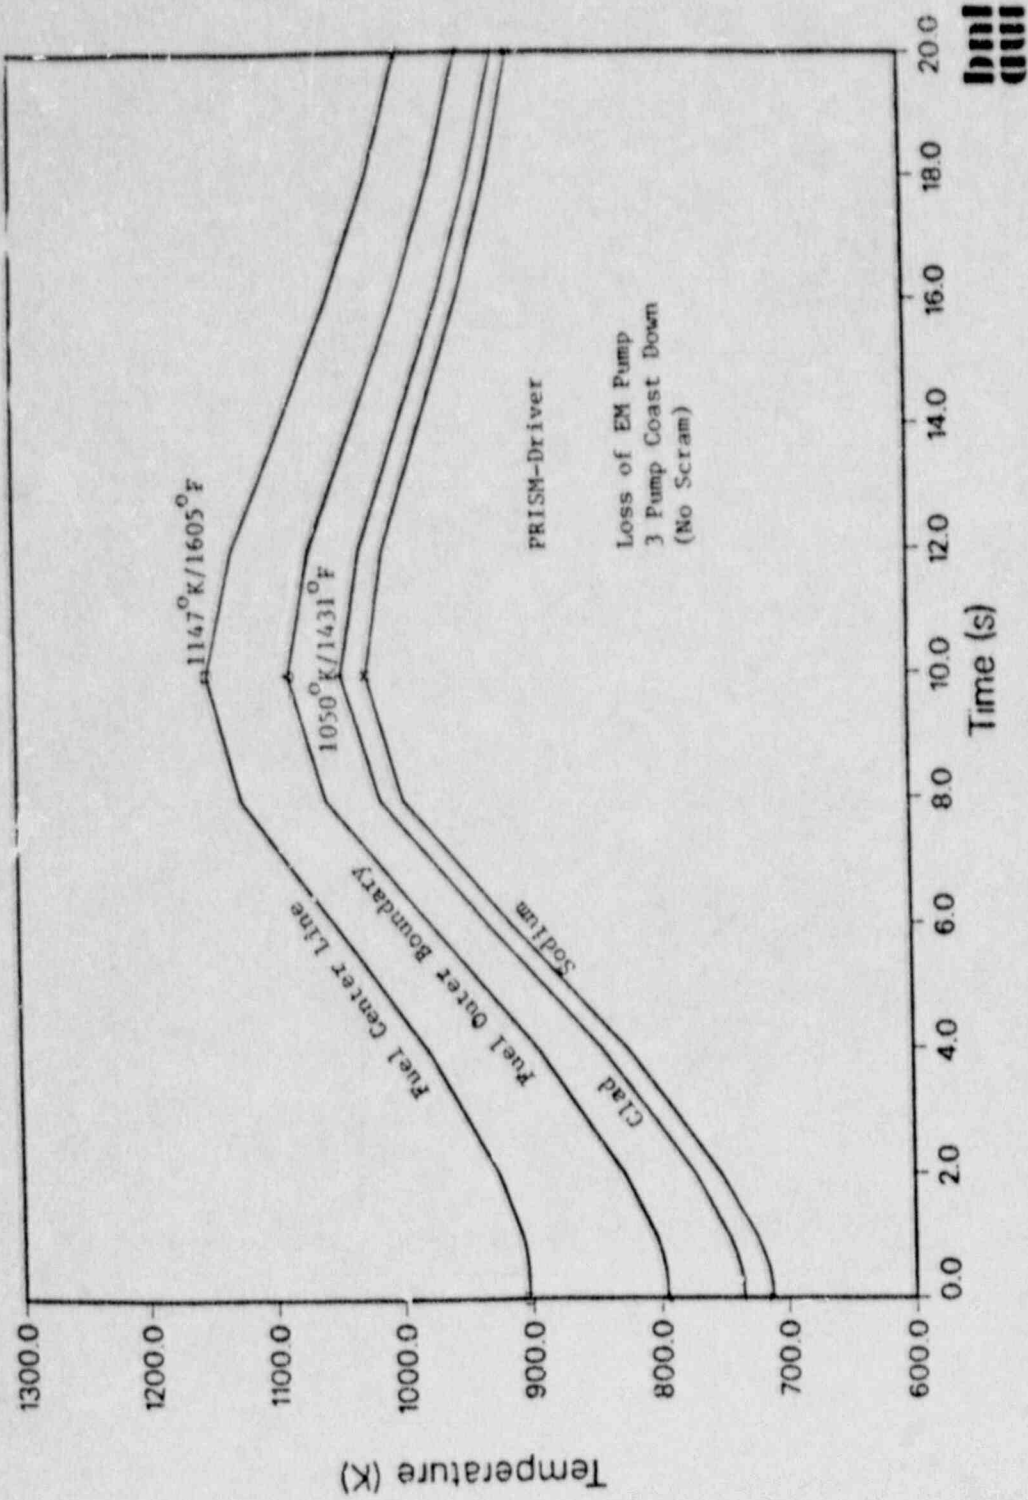 1300.0
1200.0
1100.0
1000.0
900.0
800.0
700.0
600.0
Temperature (K)
1147°K/1605°F
1050°K/1431°F
Fuel Center Line
Fuel Outer Boundary
Clad
Sodium
PRISM-Driver
Loss of EM Pump
3 Pump Coast Down
(No Scram)
0.0
2.0
4.0
6.0
8.0
10.0
12.0
14.0
16.0
18.0
20.0
Time (s)
bnl